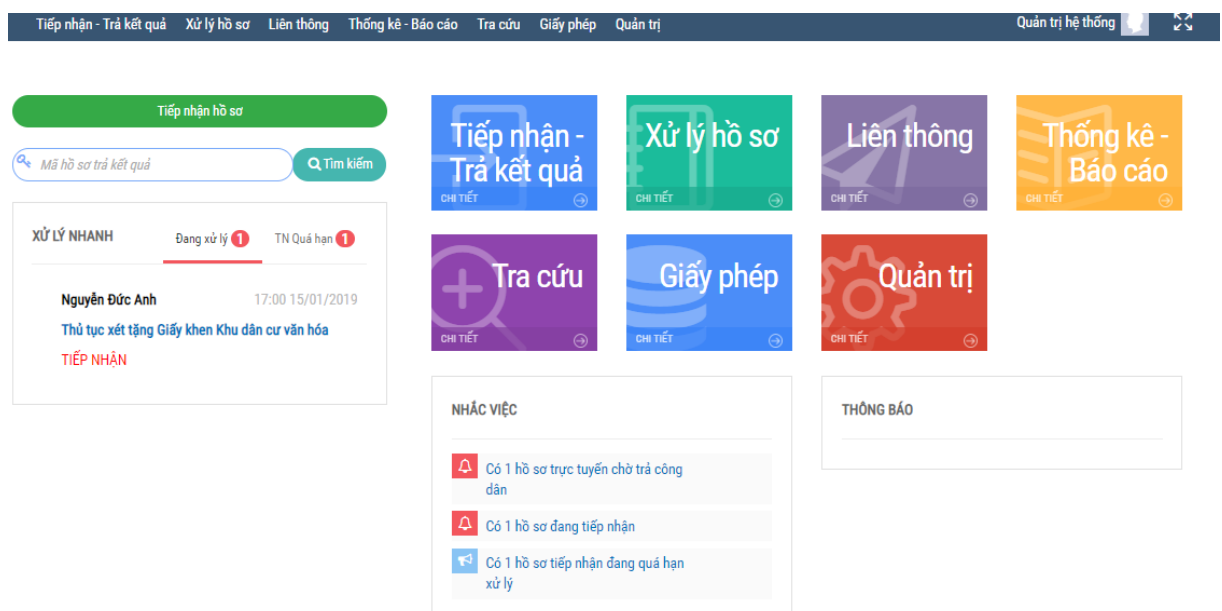 Tiếp nhận - Trả kết quả Xử lý hồ sơ Liên thông Thống kê - Báo cáo Tra cứu Giấy phép Quản trị Quản trị hệ thống
Tiếp nhận hồ sơ
Mã hồ sơ trả kết quả Tìm kiếm
XỬ LÝ NHANH Đang xử lý 1 TN Quá hạn 1
Nguyễn Đức Anh 17:00 15/01/2019
Thủ tục xét tặng Giấy khen Khu dân cư văn hóa
TIẾP NHẬN
Tiếp nhận -
Trả kết quả
CHI TIẾT
Xử lý hồ sơ
CHI TIẾT
Liên thông
CHI TIẾT
Thống kê -
Báo cáo
CHI TIẾT
Tra cứu
CHI TIẾT
Giấy phép
CHI TIẾT
Quản trị
CHI TIẾT
NHẮC VIỆC
Có 1 hồ sơ trực tuyến chờ trả công
dân
Có 1 hồ sơ đang tiếp nhận
Có 1 hồ sơ tiếp nhận đang quá hạn
xử lý
THÔNG BÁO